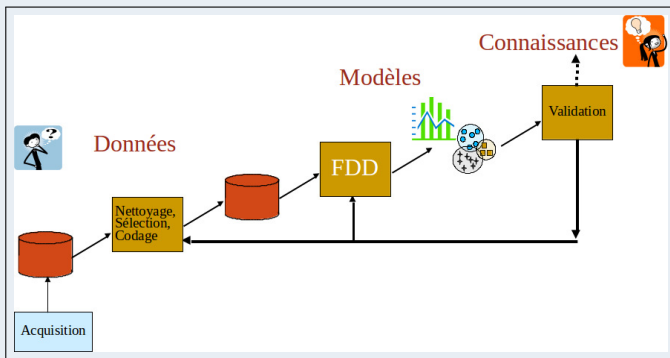 Connaissances
Modèles
Validation
Données
FDD
Nettoyage,
Sélection,
Codage
Acquisition
?